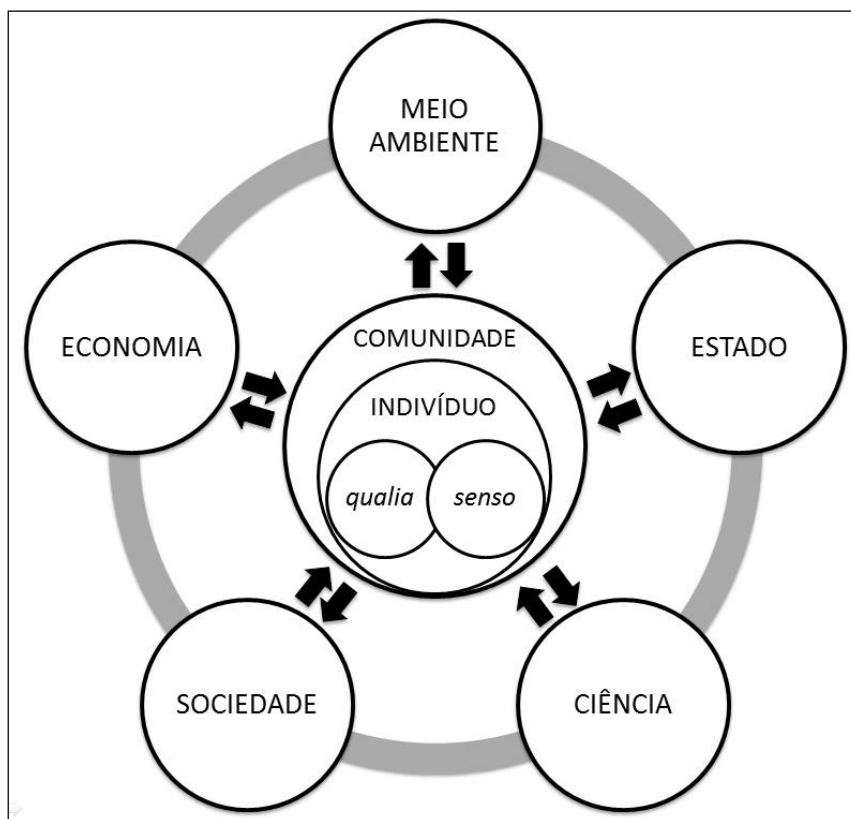 MEIO
AMBIENTE
ECONOMIA
COMUNIDADE
ESTADO
INDIVÍDUO
qualia
senso
SOCIEDADE
CIÊNCIA